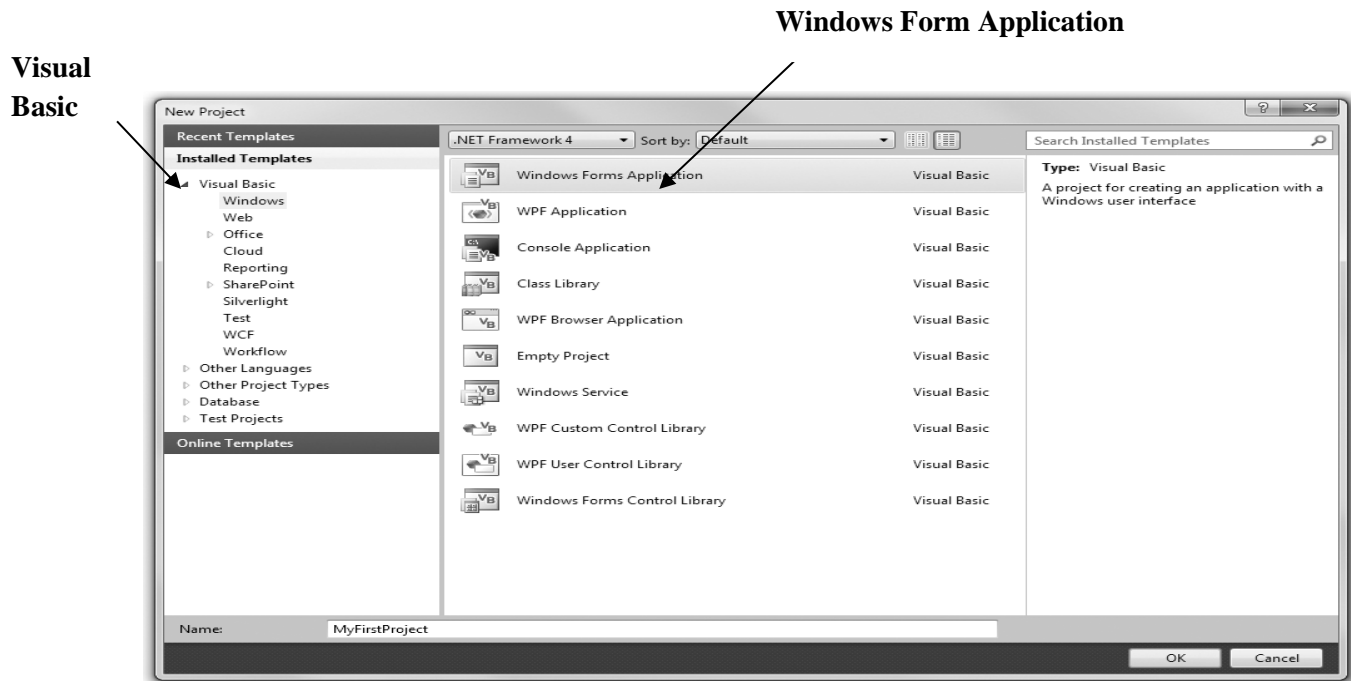 Windows Form Application
Visual
Basic
New Project
Recent Templates
Installed Templates
Visual Basic
Windows
Web
Office
Cloud
Reporting
SharePoint
Silverlight
Test
WCF
Workflow
Other Languages
Other Project Types
Database
Test Projects
Online Templates
.NET Framework 4 Sort by: Default
Windows Forms Application Visual Basic
WPF Application Visual Basic
Console Application Visual Basic
Class Library Visual Basic
WPF Browser Application Visual Basic
Empty Project Visual Basic
Windows Service Visual Basic
WPF Custom Control Library Visual Basic
WPF User Control Library Visual Basic
Windows Forms Control Library Visual Basic
Search Installed Templates
Type: Visual Basic
A project for creating an application with a
Windows user interface
Name: MyFirstProject
OK Cancel